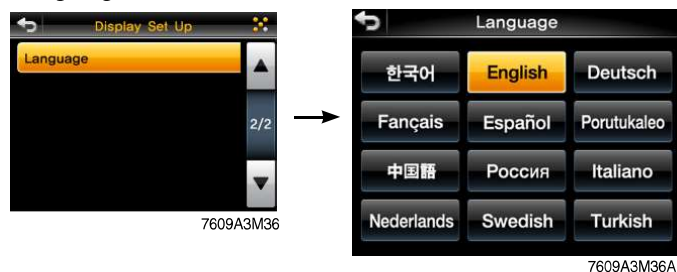 Display Set Up
Language
2/2
7609A3M36
Language
한국어 English Deutsch
Fançais Español Porutukaleo
中国語 Россия Italiano
Nederlands Swedish Turkish
7609A3M36A